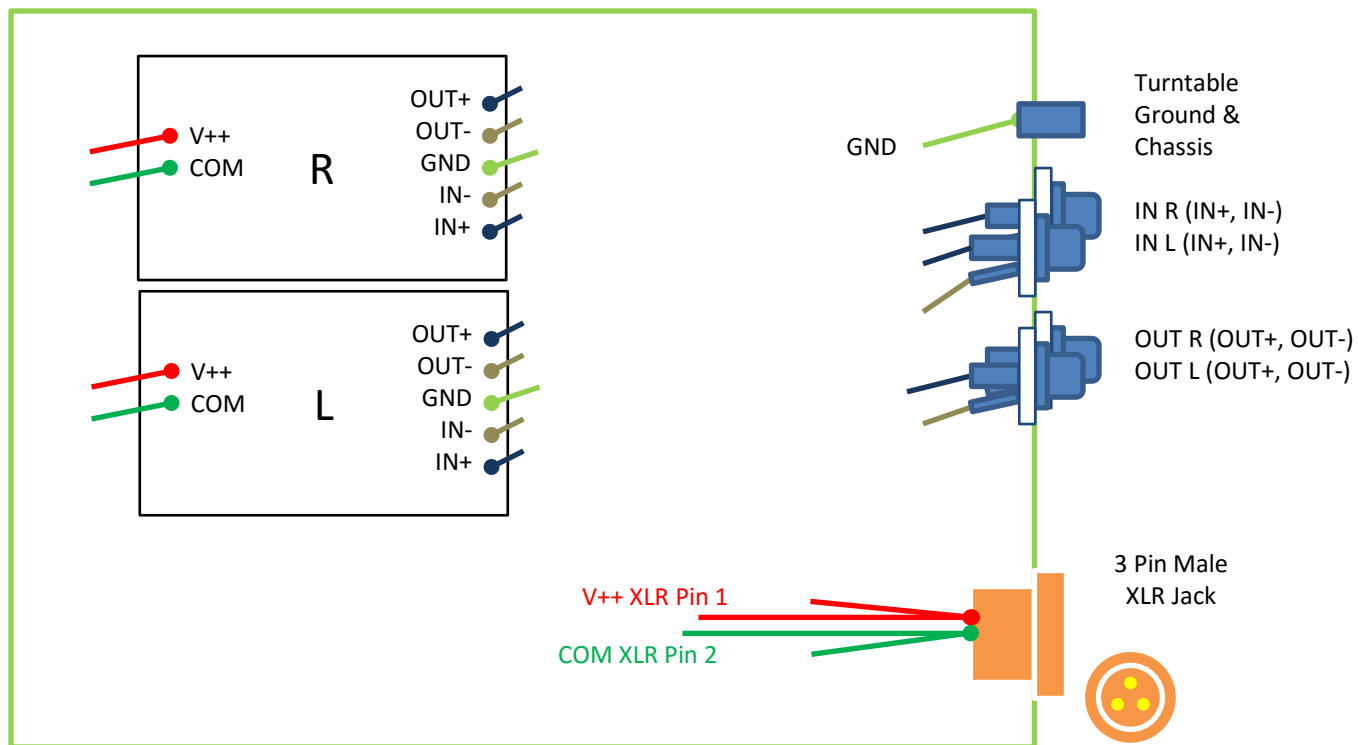 OUT+
OUT-
GND
IN-
IN+
V++
COM
R
OUT+
OUT-
GND
IN-
IN+
V++
COM
L
GND
Turntable
Ground &
Chassis
IN R (IN+, IN-)
IN L (IN+, IN-)
OUT R (OUT+, OUT-)
OUT L (OUT+, OUT-)
3 Pin Male
XLR Jack
V++ XLR Pin 1
COM XLR Pin 2